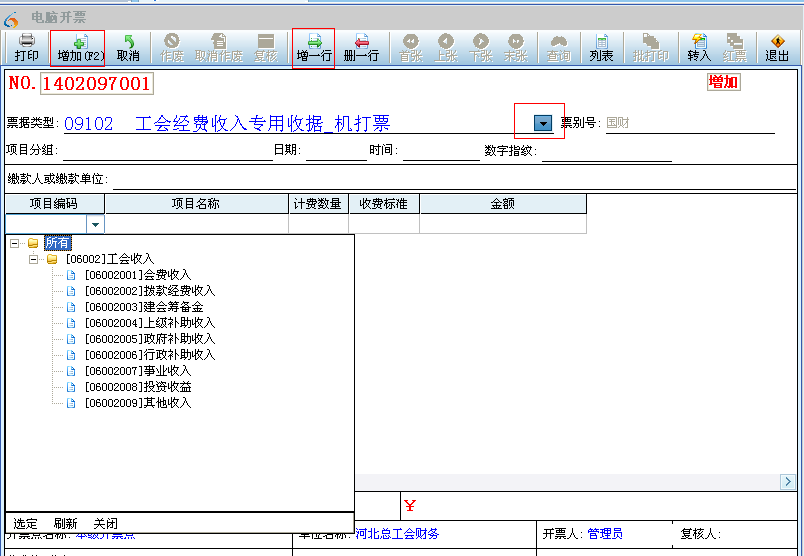 电脑开票
打印 增加(F2) 取消 作废 取消作废 复核 增一行 删一行 首张 上张 下张 末张 查询 列表 批打印 转入 红票 退出
NO. 1402097001 增加
票据类型: 09102 工会经费收入专用收据_机打票 票别号: 国财
项目分组: 日期: 时间: 数字指纹:
缴款人或缴款单位:
项目编码 项目名称 计费数量 收费标准 金额
所有
[06002]工会收入
[06002001]会费收入
[06002002]拨款经费收入
[06002003]建会筹备金
[06002004]上级补助收入
[06002005]政府补助收入
[06002006]行政补助收入
[06002007]事业收入
[06002008]投资收益
[06002009]其他收入
¥
选定 刷新 关闭
开票点名称: 本级开票点 单位名称: 河北总工会财务 开票人: 管理员 复核人: